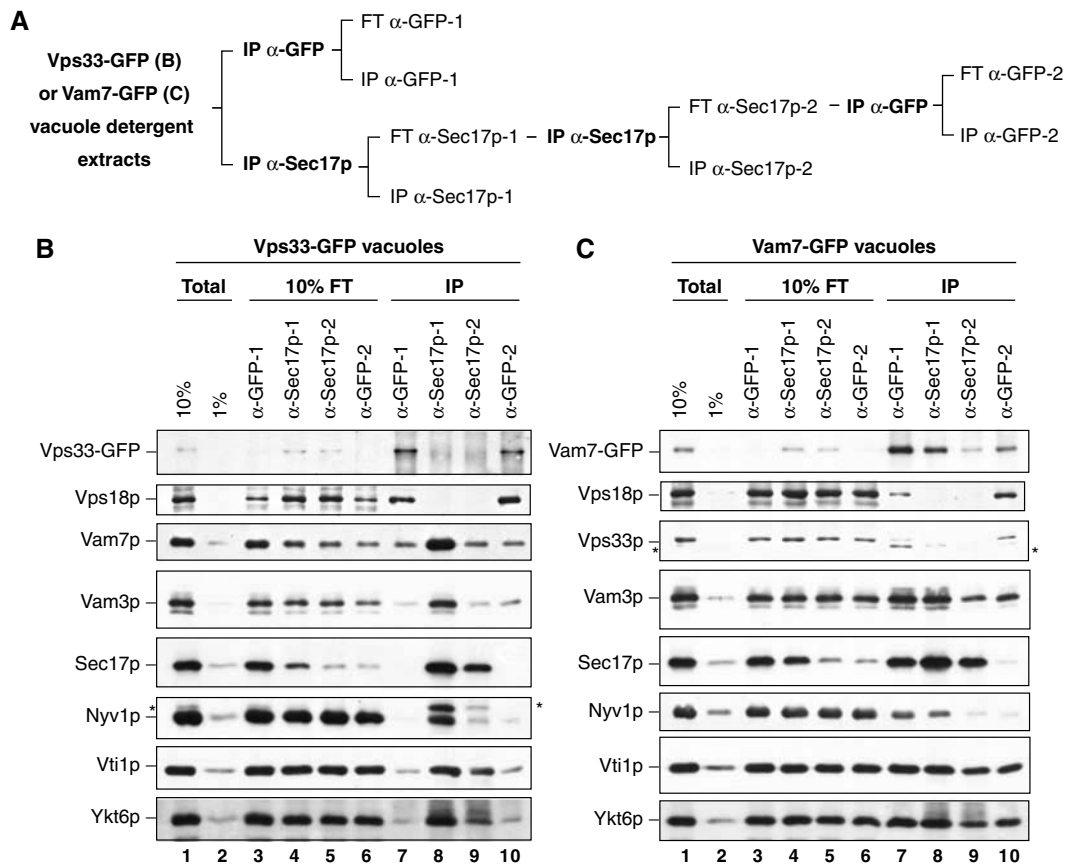 A
Vps33-GFP (B)
or Vam7-GFP (C)
vacuole detergent
extracts
IP α-GFP
FT α-GFP-1
IP α-GFP-1
IP α-Sec17p
FT α-Sec17p-1
IP α-Sec17p-1
IP α-Sec17p
FT α-Sec17p-2
IP α-Sec17p-2
IP α-GFP
FT α-GFP-2
IP α-GFP-2
B
Vps33-GFP vacuoles
Total
10% FT
IP
10%
1%
α-GFP-1
α-Sec17p-1
α-Sec17p-2
α-GFP-2
α-GFP-1
α-Sec17p-1
α-Sec17p-2
α-GFP-2
Vps33-GFP
Vps18p
Vam7p
Vam3p
Sec17p
* *
Nyv1p
Vti1p
Ykt6p
1 2 3 4 5 6 7 8 9 10
C
Vam7-GFP vacuoles
Total
10% FT
IP
10%
1%
α-GFP-1
α-Sec17p-1
α-Sec17p-2
α-GFP-2
α-GFP-1
α-Sec17p-1
α-Sec17p-2
α-GFP-2
Vam7-GFP
Vps18p
Vps33p
* *
Vam3p
Sec17p
Nyv1p
Vti1p
Ykt6p
1 2 3 4 5 6 7 8 9 10